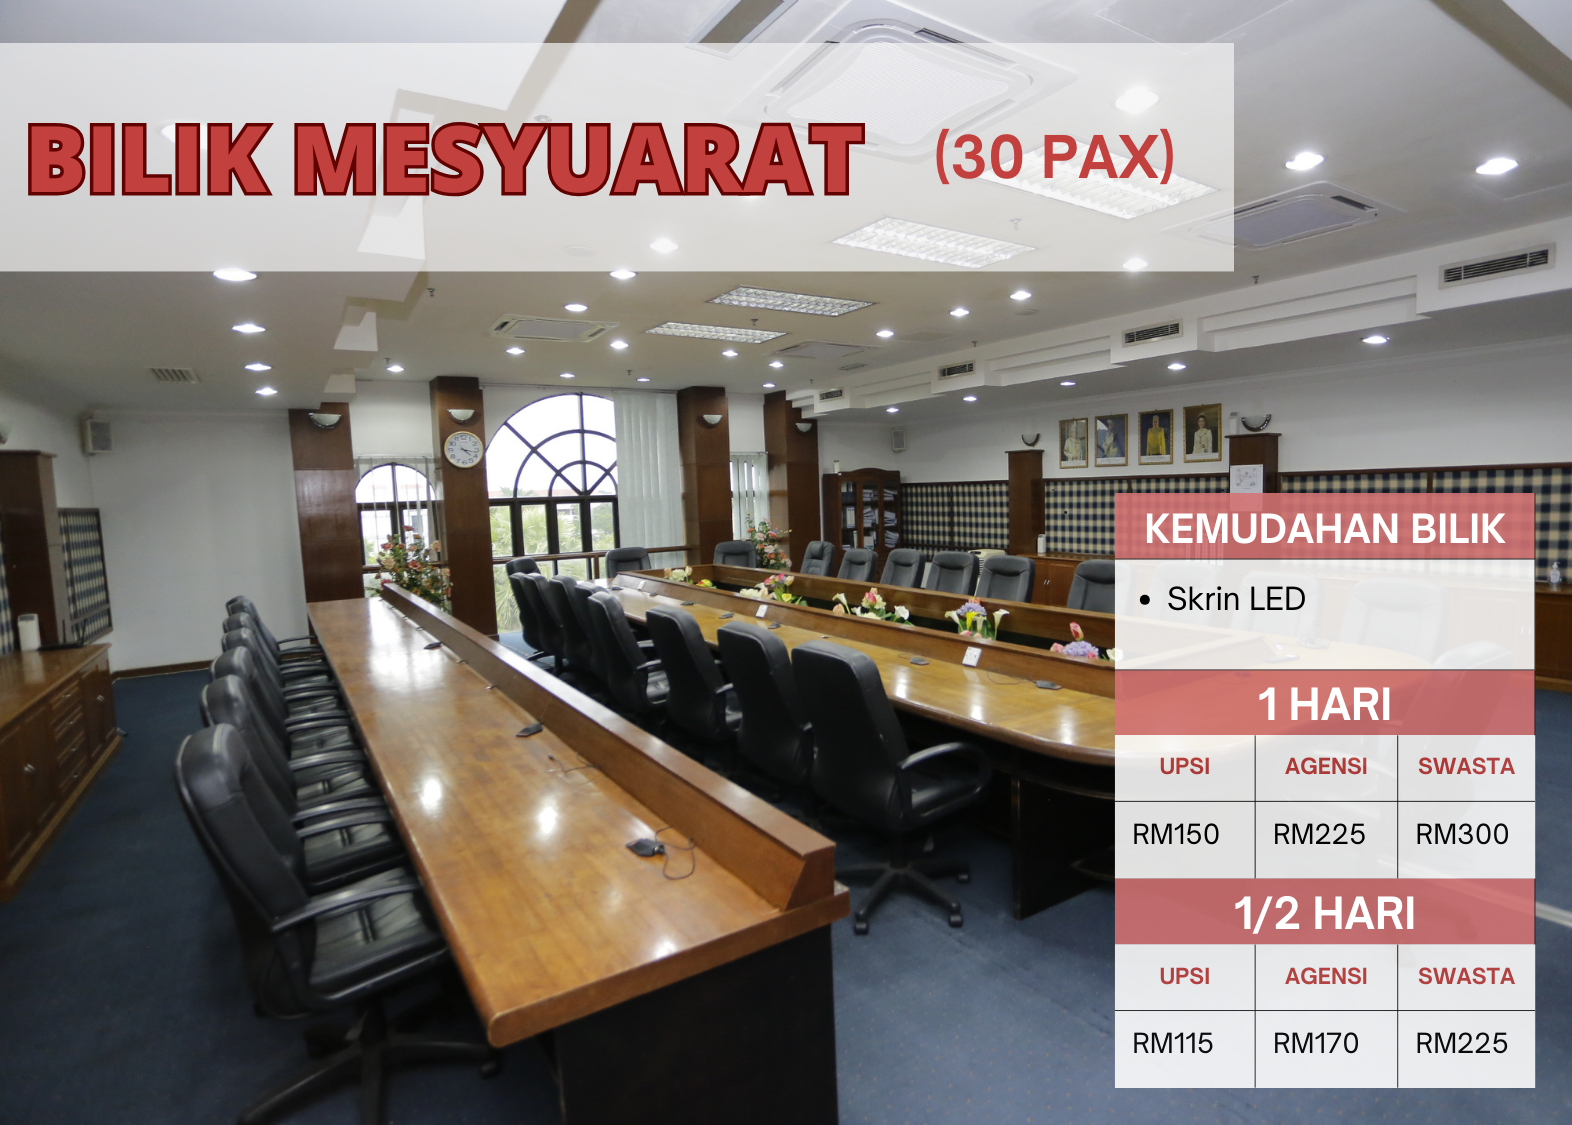 BILIK MESYUARAT (30 PAX)
KEMUDAHAN BILIK
• Skrin LED
1 HARI
UPSI AGENSI SWASTA
RM150 RM225 RM300
1/2 HARI
UPSI AGENSI SWASTA
RM115 RM170 RM225